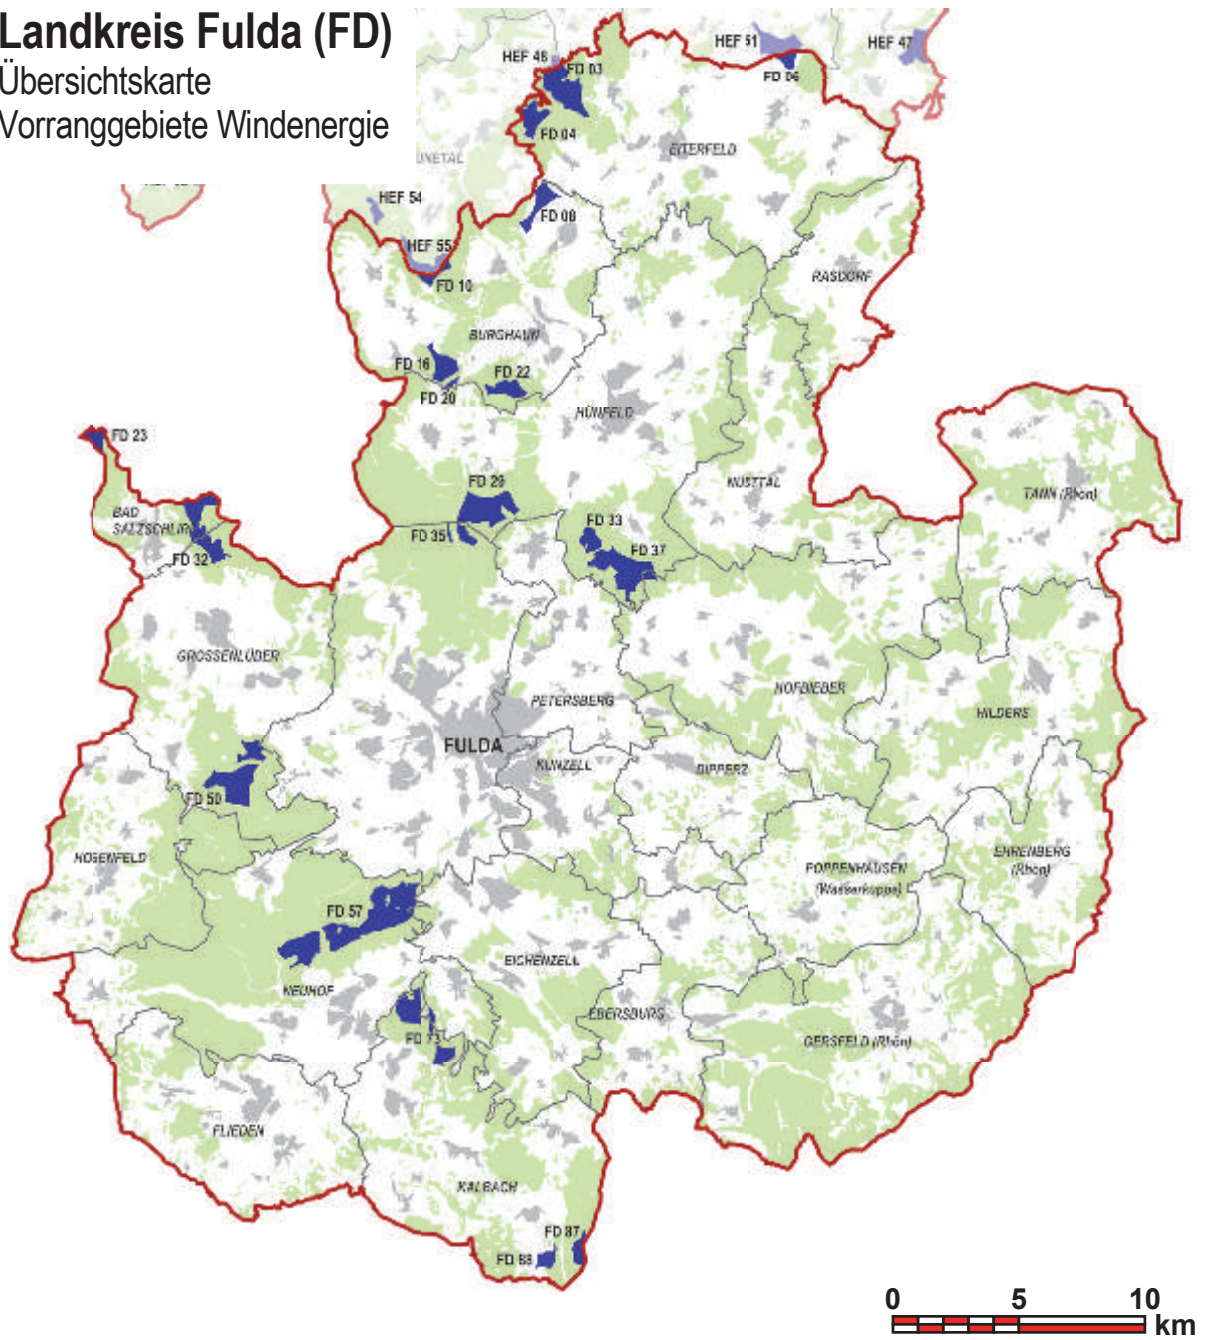 Landkreis Fulda (FD)
Übersichtskarte
Vorranggebiete Windenergie
HEF 51
HEF 47
HEF 48
FD 03
FD 06
FD 04
EITERFELD
HEF 54
FD 08
HEF 55
FD 10
RASDORF
BURGHAUN
FD 16
FD 22
FD 20
HÜNFELD
FD 23
FD 29
NÜSTTAL
TANN (Rhön)
BAD
SALZSCHLIRF
FD 33
FD 35
FD 37
FD 32
GROSSENLÜDER
PETERSBERG
HOFBIEBER
HILDERS
FULDA
KÜNZELL
DIPPERZ
FD 50
HOSENFELD
EHRENBERG
(Rhön)
POPPENHAUSEN
(Wasserkuppe)
FD 57
EICHENZELL
NEUHOF
EBERSBURG
FD 73
GERSFELD (Rhön)
FLIEDEN
KALBACH
FD 87
FD 88
0 5 10
km